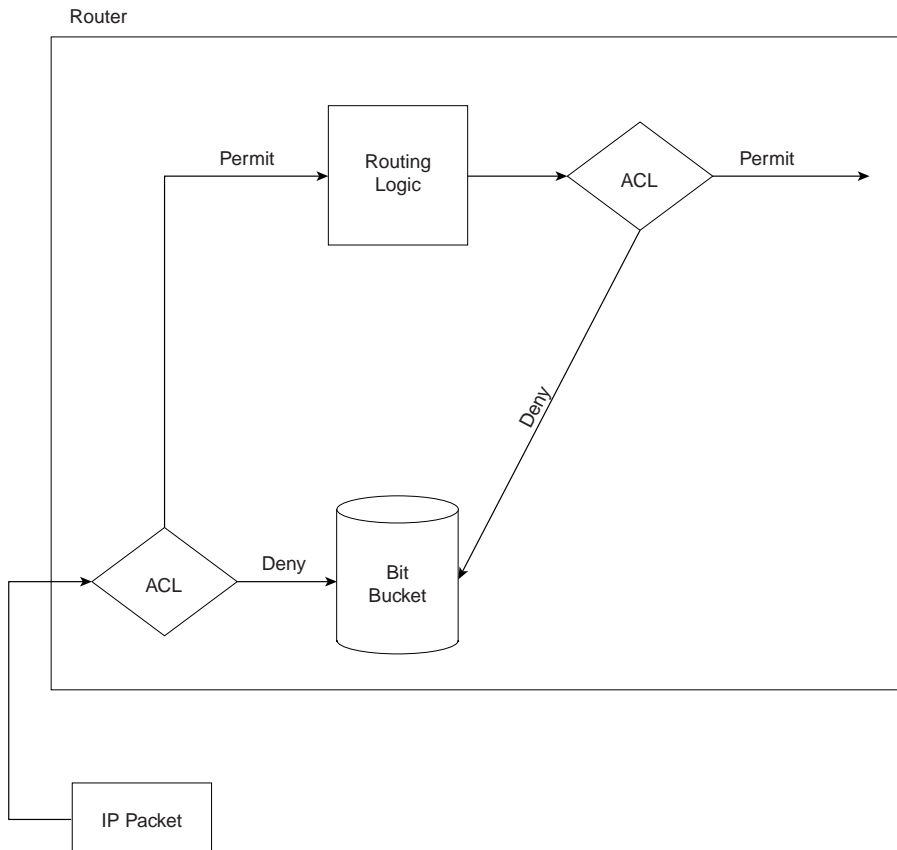 Router
Permit
Routing
Logic
ACL
Permit
Deny
ACL
Deny
Bit
Bucket
IP Packet